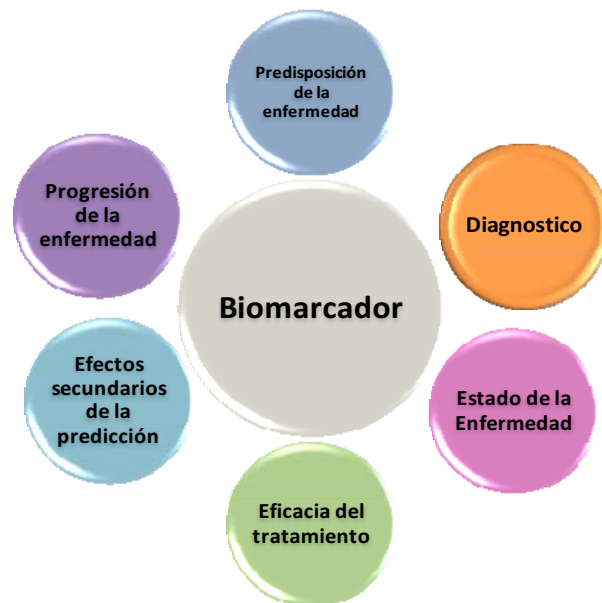 Predisposición
de la
enfermedad
Progresión
de la
enfermedad
Diagnostico
Biomarcador
Efectos
secundarios
de la
predicción
Estado de la
Enfermedad
Eficacia del
tratamiento